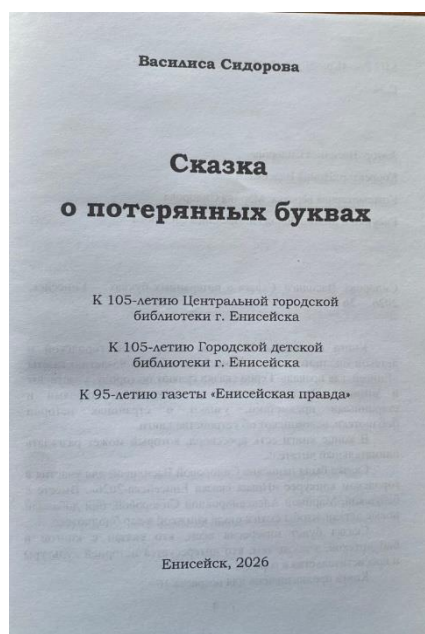 Василиса Сидорова
Сказка
о потерянных буквах
К 105-летию Центральной городской
библиотеки г. Енисейска
К 105-летию Городской детской
библиотеки г. Енисейска
К 95-летию газеты «Енисейская правда»
Енисейск, 2026